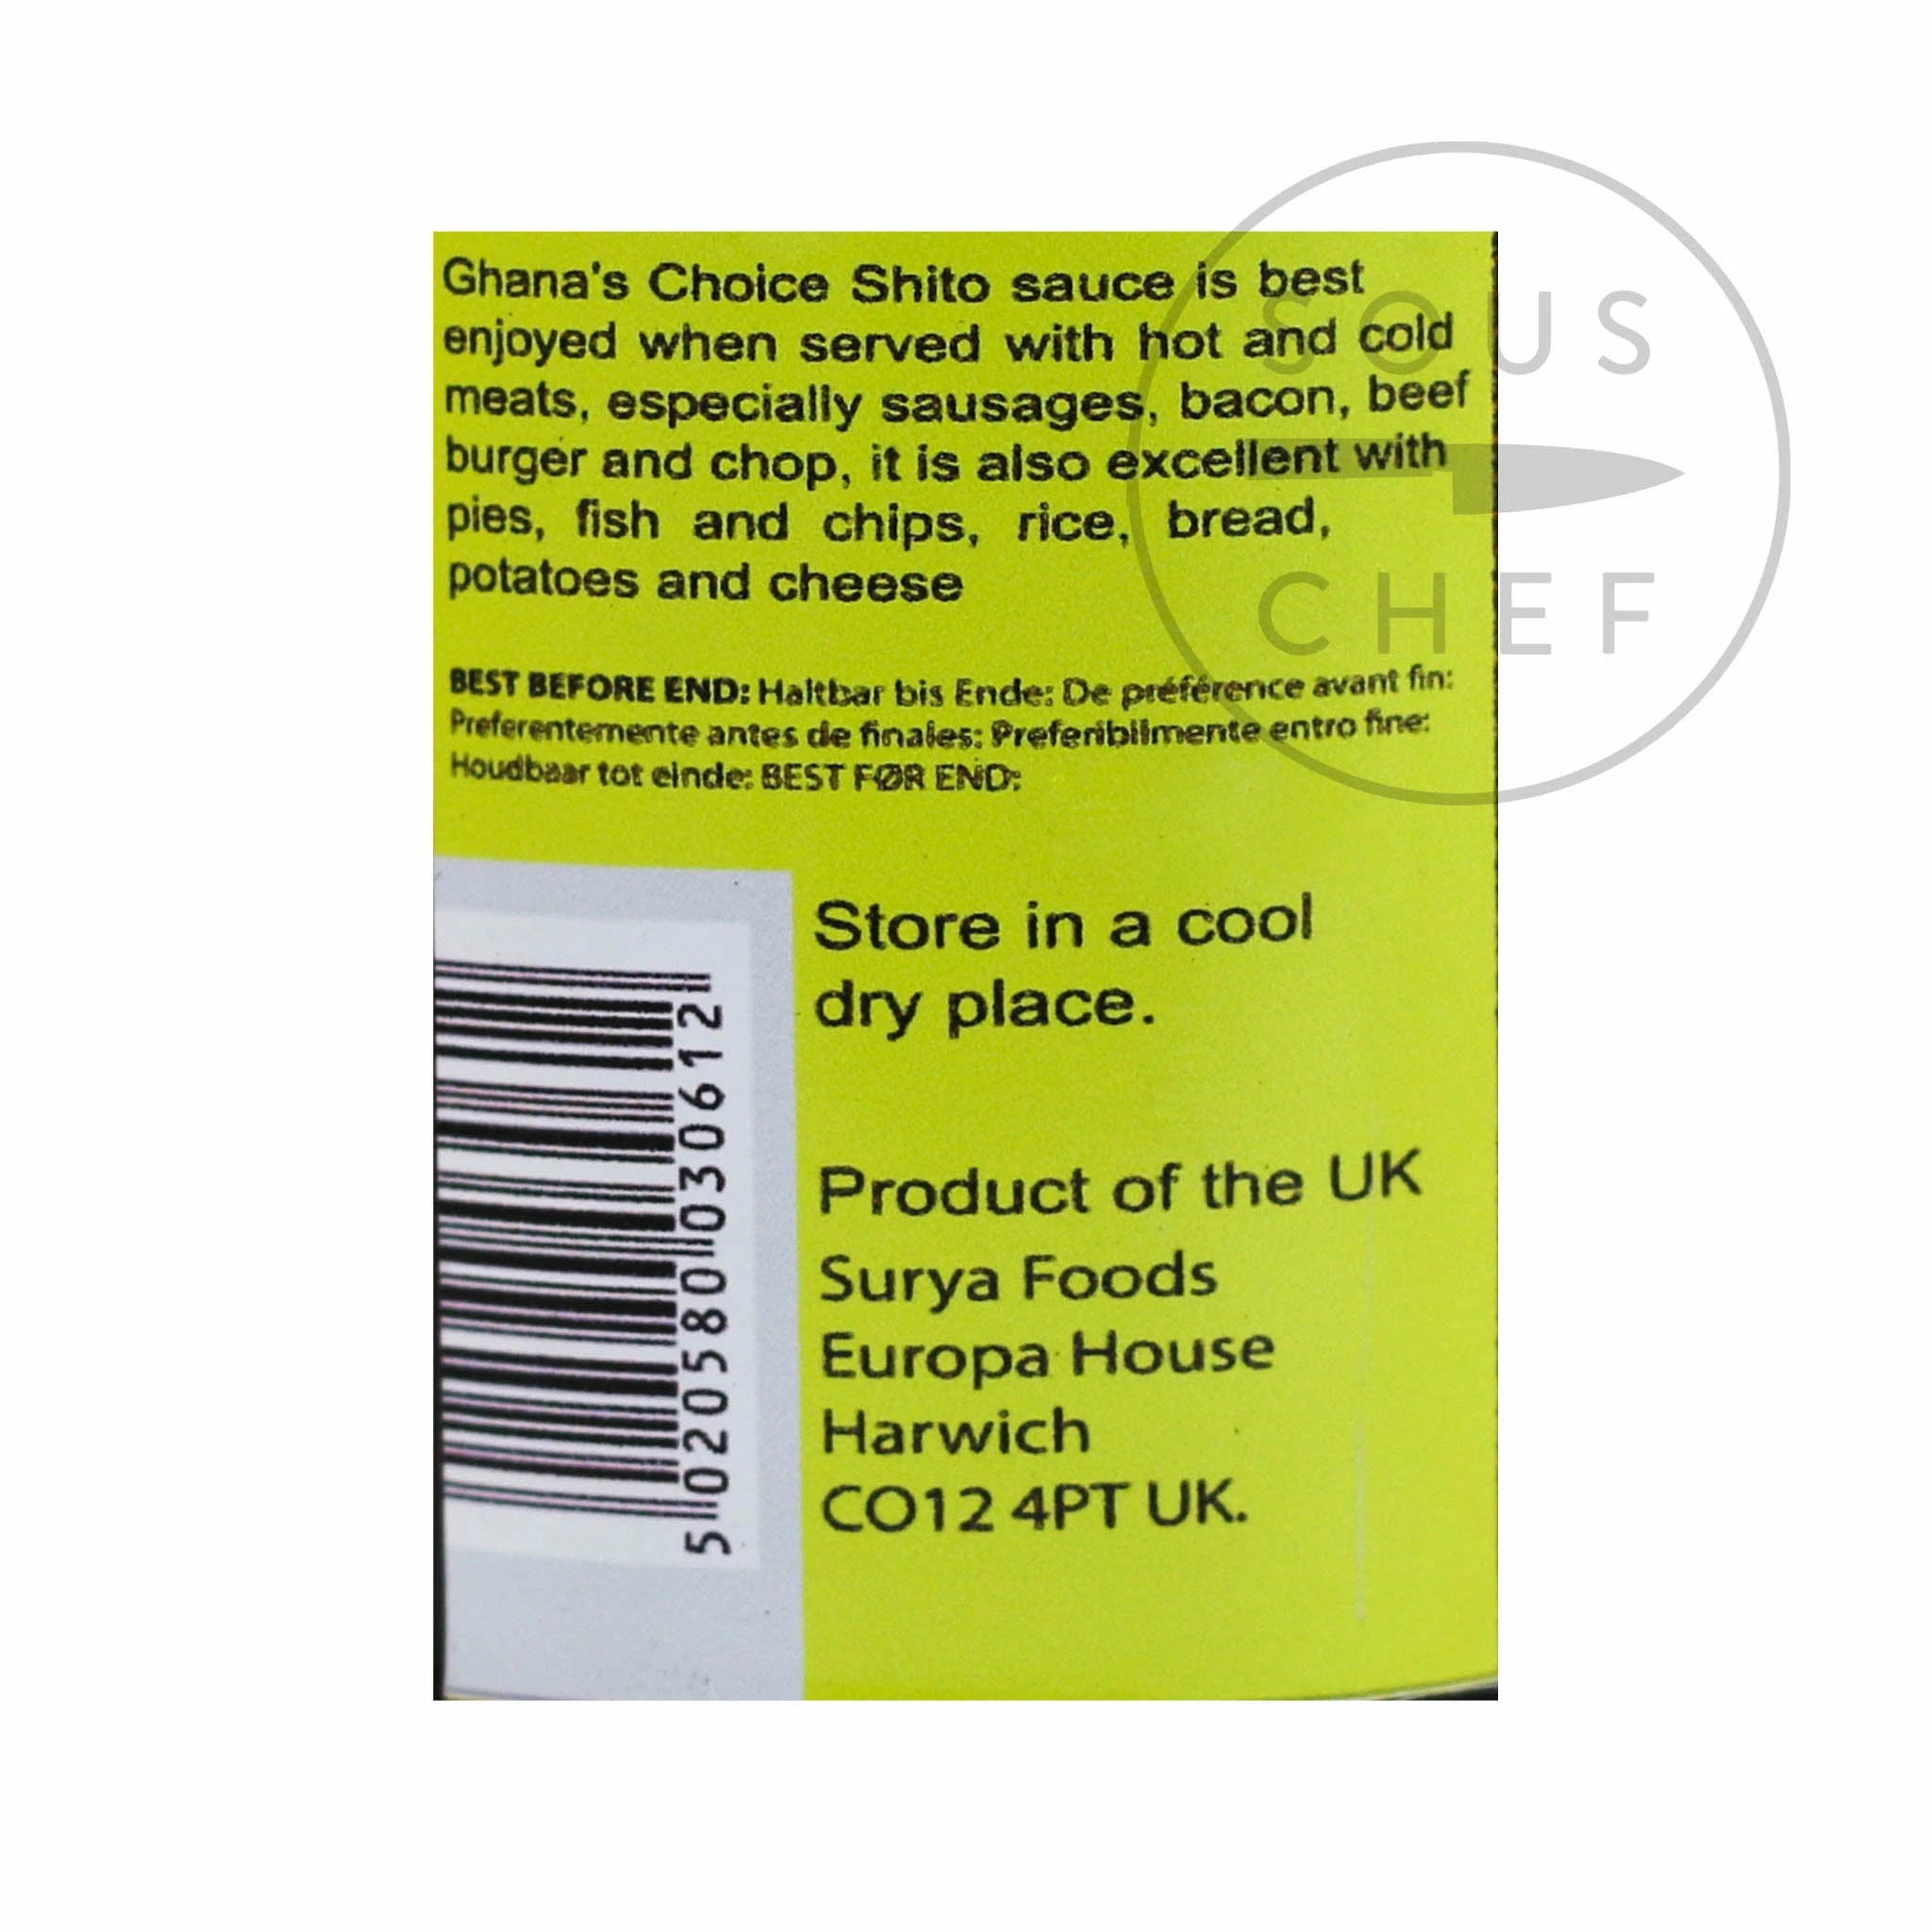 Ghana's Choice Shito sauce is best
enjoyed when served with hot and cold
meats, especially sausages, bacon, beef
burger and chop, it is also excellent with
pies, fish and chips, rice, bread,
potatoes and cheese
BEST BEFORE END: Haltbar bis Ende: De préférence avant fin:
Preferentemente antes de finales: Preferibilmente entro fine:
Houdbaar tot einde: BEST FØR END:
Store in a cool
dry place.
Product of the UK
Surya Foods
Europa House
Harwich
CO12 4PT UK.
5 020580 030612
SOUS
CHEF